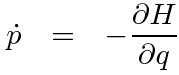 ṗ = −∂H/∂q